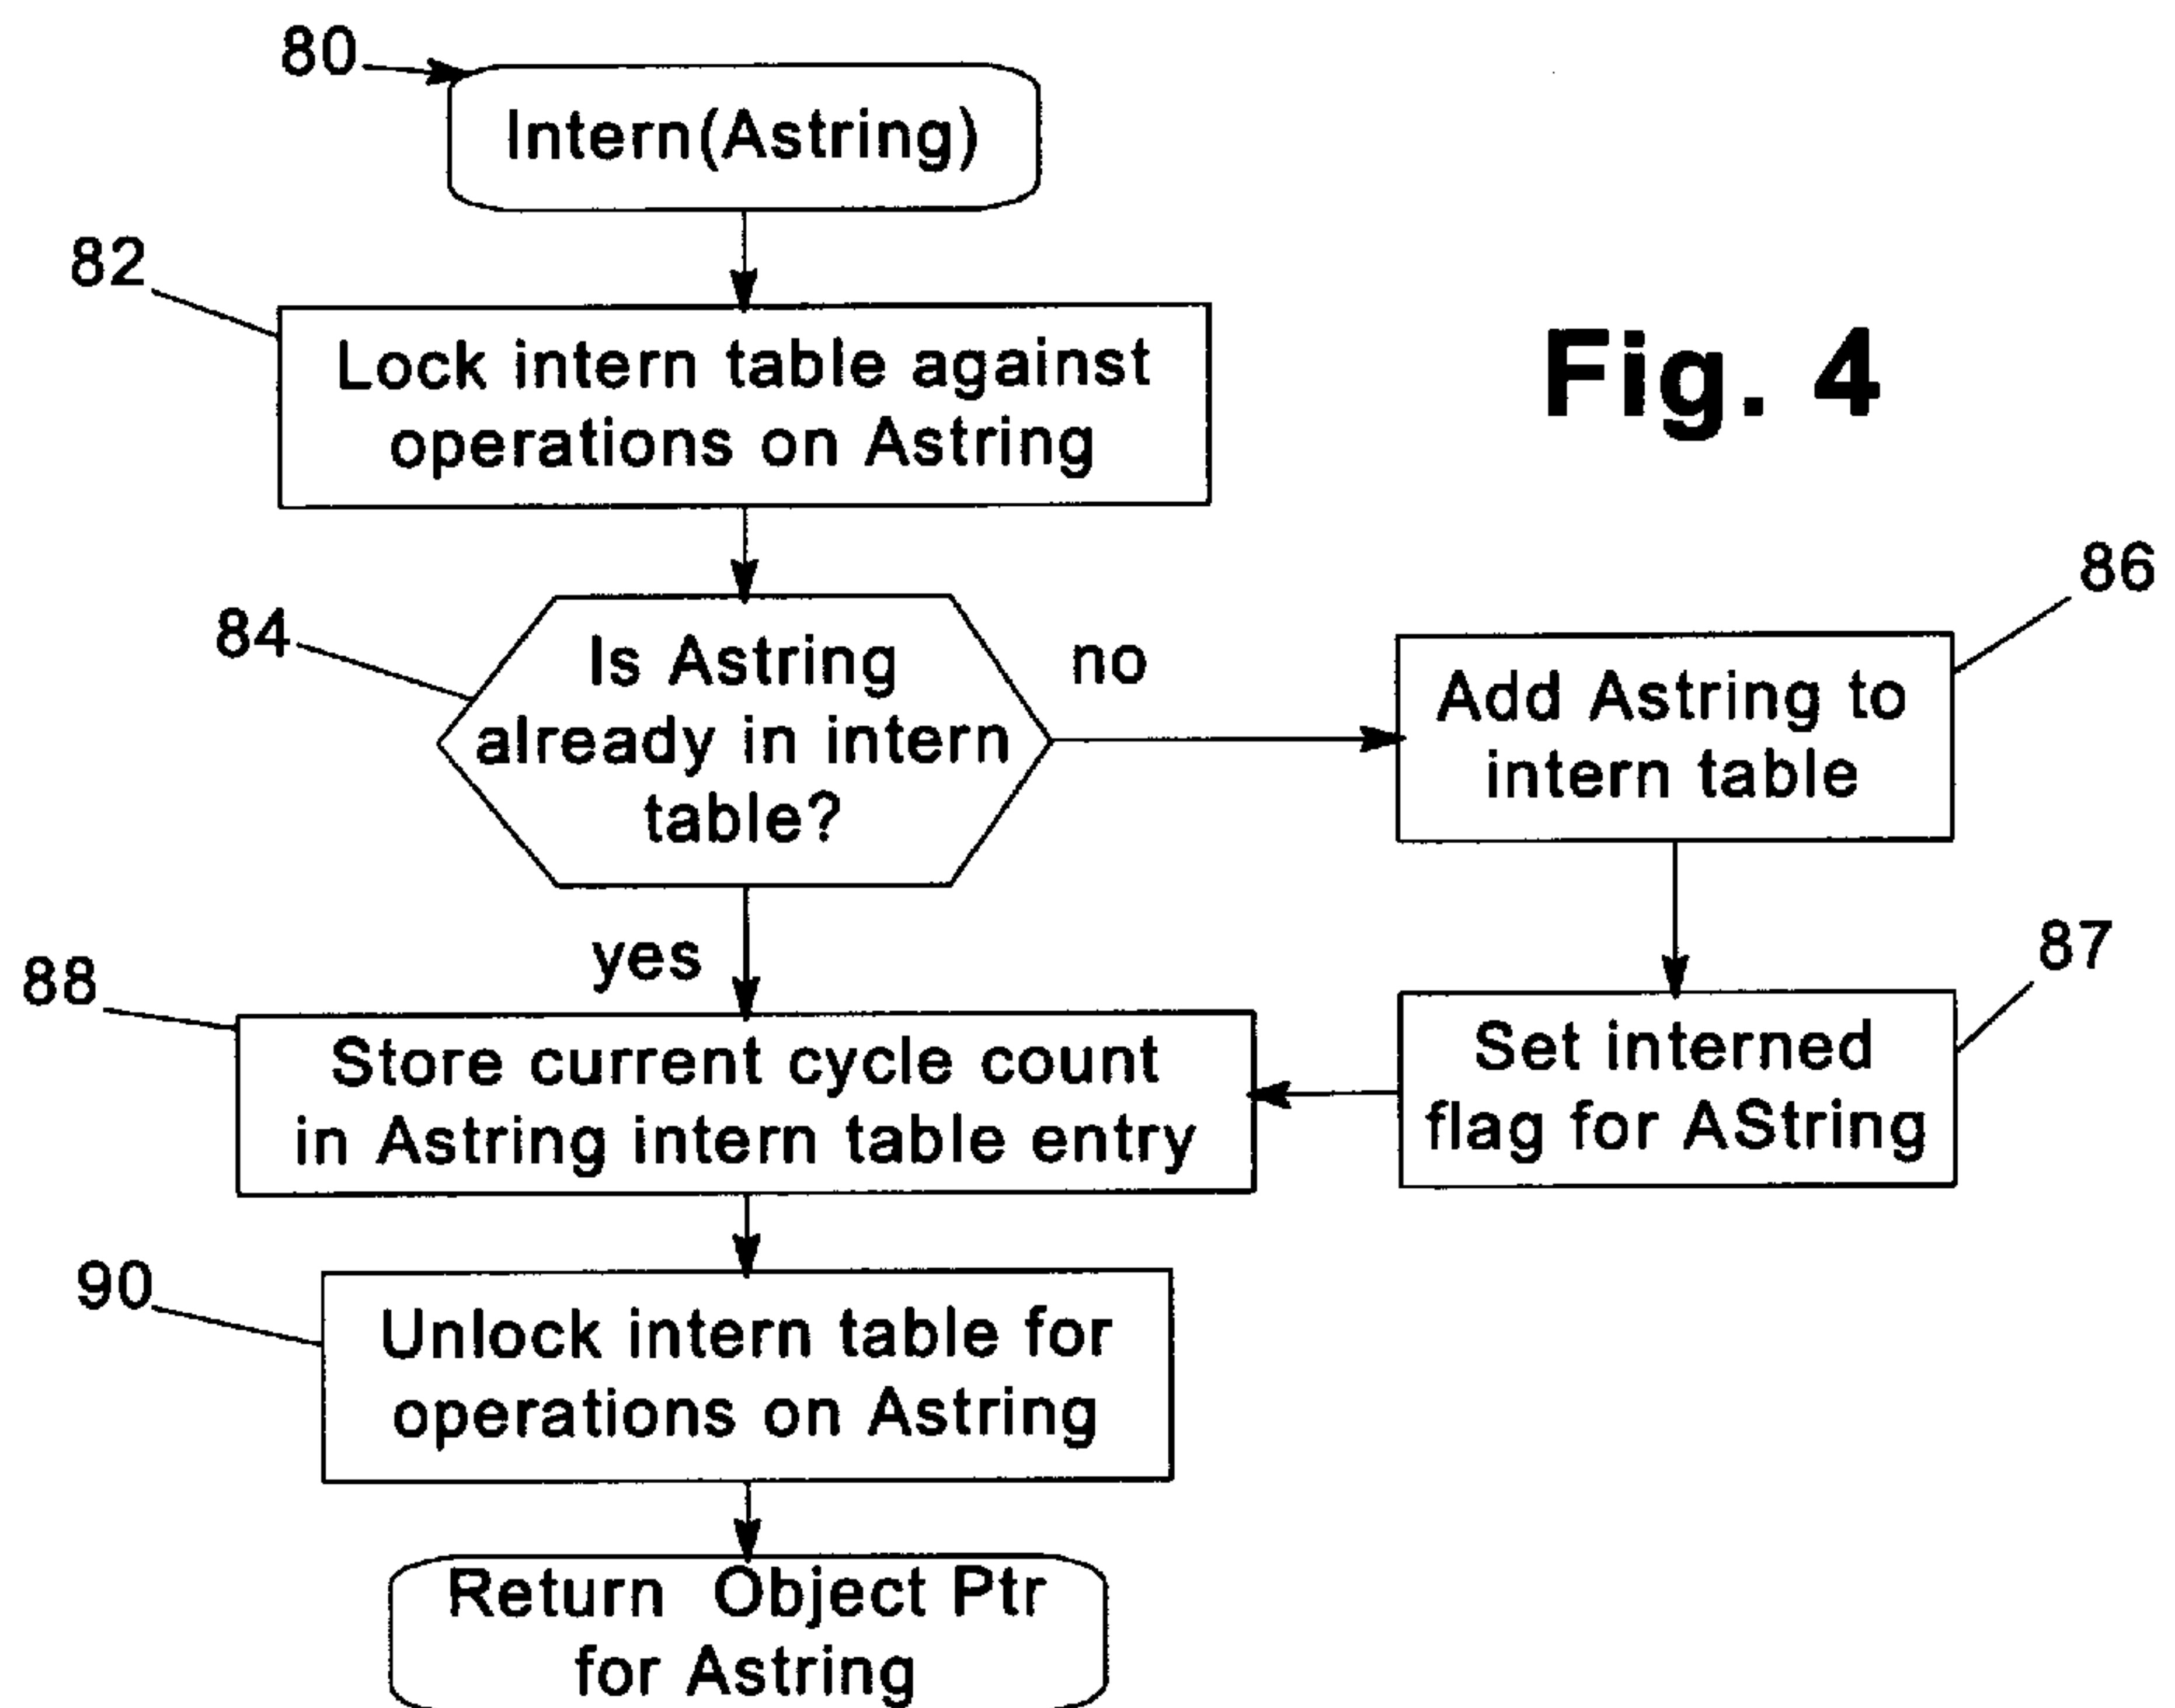 80
Intern(Astring)
82
Lock intern table against
operations on Astring
Fig. 4
84
Is Astring
already in intern
table?
no
86
Add Astring to
intern table
yes
87
Set interned
flag for AString
88
Store current cycle count
in Astring intern table entry
90
Unlock intern table for
operations on Astring
Return Object Ptr
for Astring